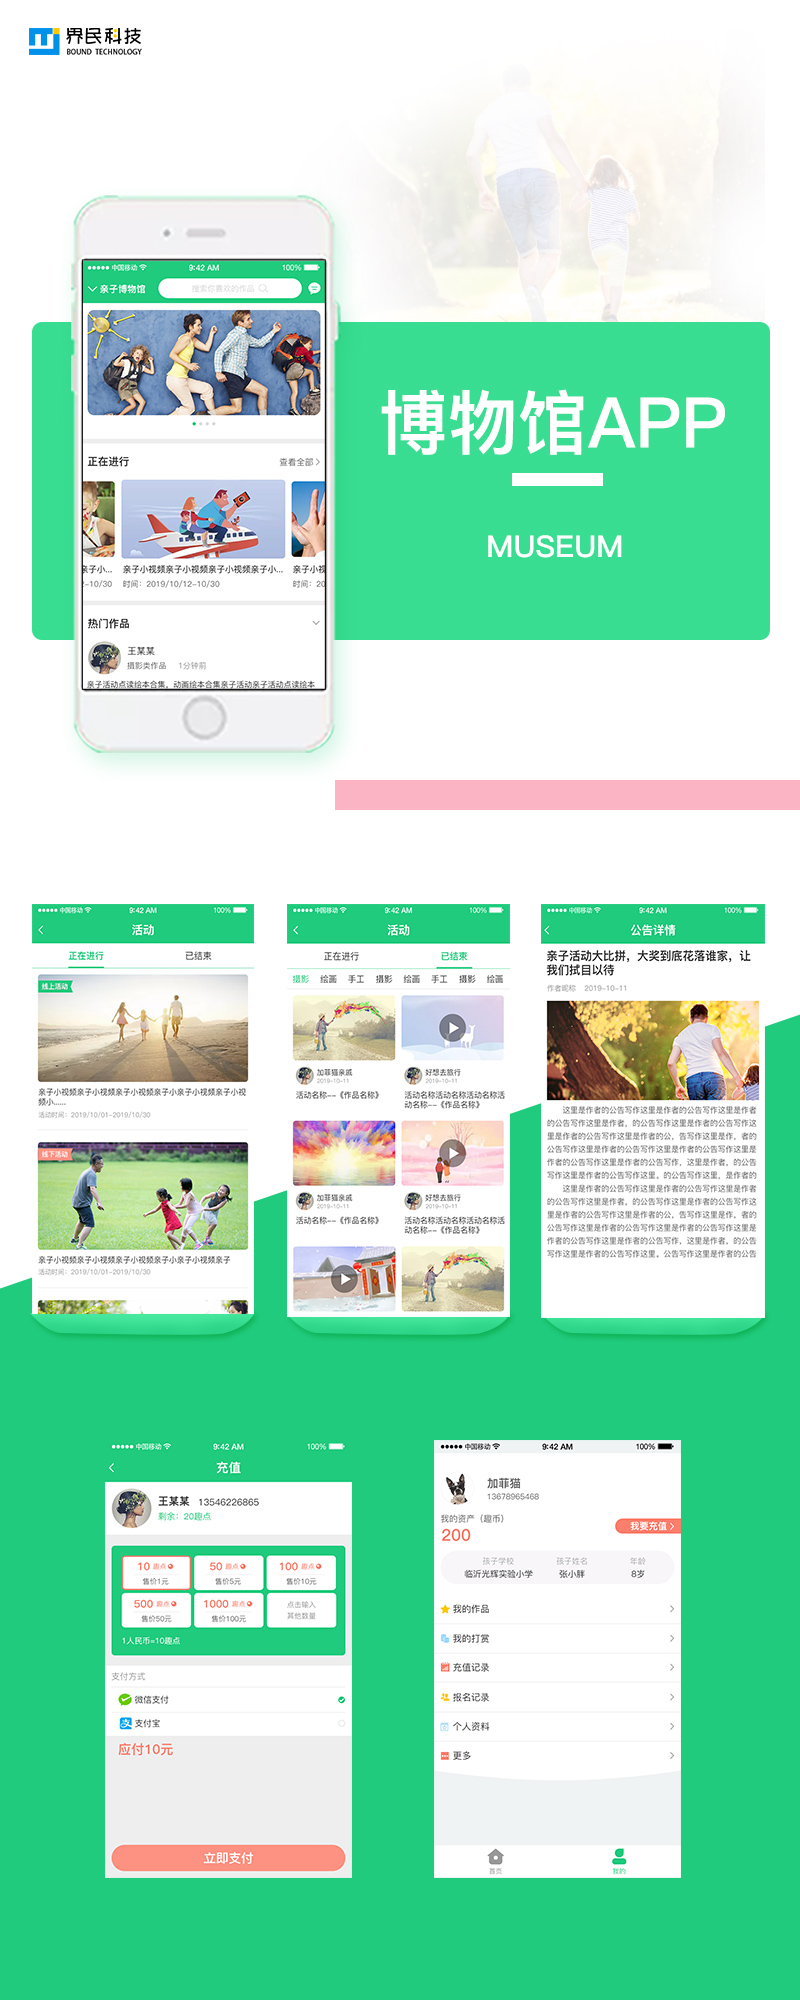 界民科技
BOUND TECHNOLOGY
中国移动
9:42 AM
100%
亲子博物馆
搜索你喜欢的作品
正在进行
查看全部
亲子小...
亲子小视频亲子小视频亲子小视频亲子小...
亲子小视
2-10/30
时间：2019/10/12-10/30
时间：20
热门作品
王某某
摄影类作品 1分钟前
亲子活动点读绘本合集，动画绘本合集亲子活动亲子活动点读绘本
博物馆APP
MUSEUM
中国移动 9:42 AM 100%
活动
正在进行 已结束
线上活动
亲子小视频亲子小视频亲子小视频亲子小亲子小视频亲子小视
频小......
活动时间：2019/10/01-2019/10/30
线下活动
亲子小视频亲子小视频亲子小视频亲子小亲子小视频亲子
活动时间：2019/10/01-2019/10/30
中国移动 9:42 AM 100%
活动
正在进行 已结束
摄影 绘画 手工 摄影 绘画 手工 摄影 绘画
加菲猫亲戚
2019-10-11
活动名称--《作品名称》
好想去旅行
2019-10-11
活动名称活动名称活动名称活
动名称--《作品名称》
加菲猫亲戚
2019-10-11
活动名称--《作品名称》
好想去旅行
2019-10-11
活动名称活动名称活动名称活
动名称--《作品名称》
中国移动 9:42 AM 100%
公告详情
亲子活动大比拼，大奖到底花落谁家，让
我们拭目以待
作者昵称 2019-10-11
这里是作者的公告写作这里是作者的公告写作这里是作者
的公告写作这里是作者，的公告写作这里是作者的公告写作这
里是作者的公告写作这里是作者的公，告写作这里是作，者的
公告写作这里是作者的公告写作这里是作者的公告写作这里是
作者的公告写作这里是作者的公告写作，这里是作者，的公告
写作这里是作者的公告写作这里，的公告写作这里，是作者的
这里是作者的公告写作这里是作者的公告写作这里是作者
的公告写作这里是作者，的公告写作这里是作者的公告写作这
里是作者的公告写作这里是作者的公，告写作这里是作，者的
公告写作这里是作者的公告写作这里是作者的公告写作这里是
作者的公告写作这里是作者的公告写作，这里是作者，的公告
写作这里是作者的公告写作这里。公告写作这里是作者的公告
中国移动 9:42 AM 100%
充值
王某某 13546226865
剩余：20趣点
10 趣点
售价1元
50 趣点
售价5元
100 趣点
售价10元
500 趣点
售价50元
1000 趣点
售价100元
点击输入
其他数量
1人民币=10趣点
支付方式
微信支付
支付宝
应付10元
立即支付
中国移动 9:42 AM 100%
加菲猫
13678965468
我的资产（趣币）
200
我要充值
孩子学校 孩子姓名 年龄
临沂光辉实验小学 张小胖 8岁
我的作品
我的打赏
充值记录
报名记录
个人资料
更多
首页 我的